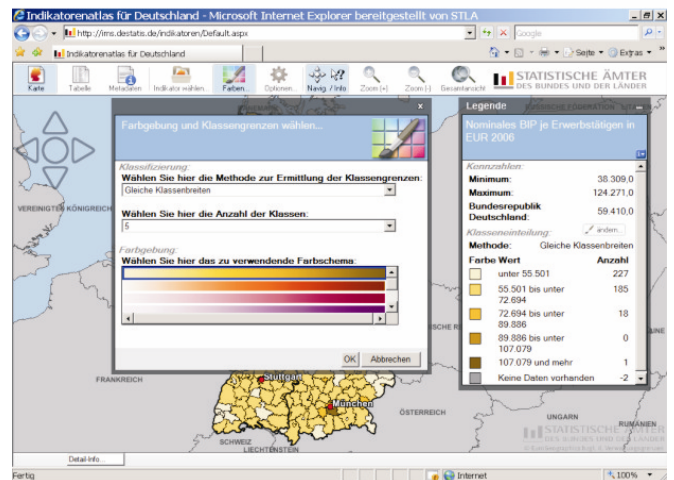 Indikatorenatlas für Deutschland - Microsoft Internet Explorer bereitgestellt von STLA
http://ims.destatis.de/indikatoren/Default.aspx
Google
Indikatorenatlas für Deutschland
Seite
Extras
Karte
Tabelle
Metadaten
Indikator wählen
Farben...
Optionen...
Navig. / Info
Zoom (+)
Zoom (-)
Gesamtansicht
STATISTISCHE ÄMTER
DES BUNDES UND DER LÄNDER
Farbgebung und Klassengrenzen wählen...
x
Klassifizierung:
Wählen Sie hier die Methode zur Ermittlung der Klassengrenzen:
Gleiche Klassenbreiten
Wählen Sie hier die Anzahl der Klassen:
5
Farbgebung:
Wählen Sie hier das zu verwendende Farbschema:
OK
Abbrechen
Legende
Nominales BIP je Erwerbstätigen in
EUR 2006
Kennzahlen:
Minimum: 38.309,0
Maximum: 124.271,0
Bundesrepublik
Deutschland: 59.410,0
Klasseneinteilung:
ändern...
Methode: Gleiche Klassenbreiten
Farbe Wert Anzahl
unter 55.501 227
55.501 bis unter 185
72.694
72.694 bis unter 18
89.886
89.886 bis unter 0
107.079
107.079 und mehr 1
Keine Daten vorhanden -2
VEREINIGTES KÖNIGREICH
FRANKREICH
Stuttgart
München
ÖSTERREICH
SCHWEIZ
LIECHTENSTEIN
UNGARN
RUMÄNIEN
STATISTISCHE ÄMTER
DES BUNDES UND DER LÄNDER
Detail-Info...
Fertig
Internet
100%